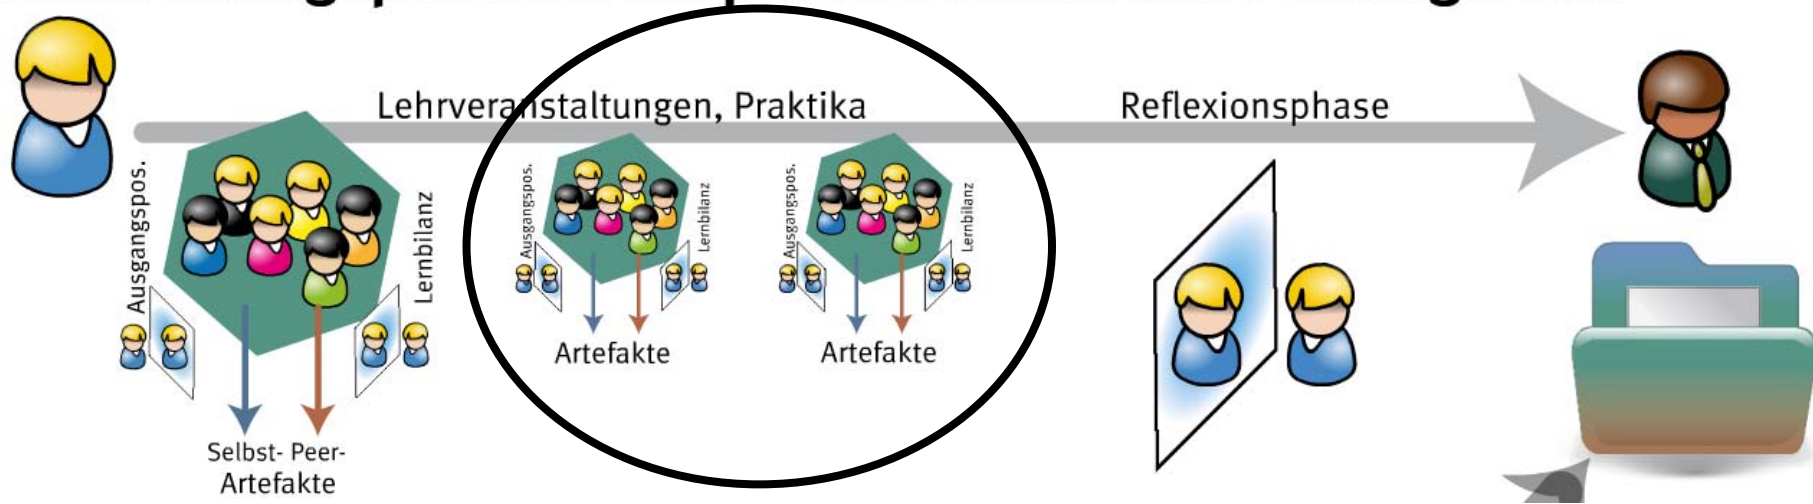 Lehrveranstaltungen, Praktika
Reflexionsphase
Ausgangspos.
Lernbilanz
Selbst- Peer-
Artefakte
Ausgangspos.
Lernbilanz
Artefakte
Ausgangspos.
Lernbilanz
Artefakte